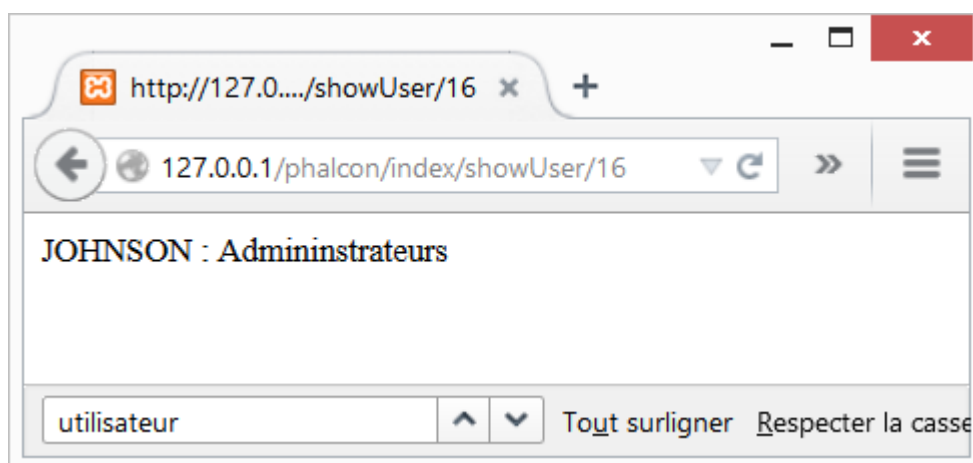 http://127.0..../showUser/16
127.0.0.1/phalcon/index/showUser/16
JOHNSON : Admininstrateurs
utilisateur Tout surligner Respecter la casse